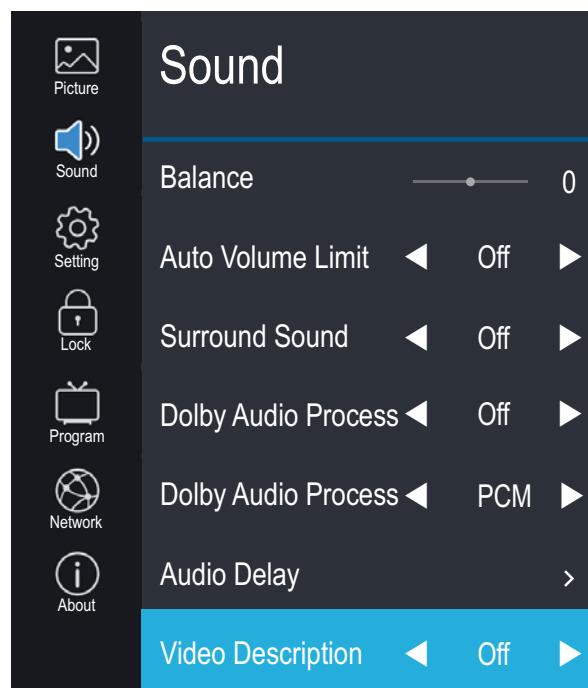 Picture
Sound
Setting
Lock
Program
Network
About
Sound
Balance 0
Auto Volume Limit Off
Surround Sound Off
Dolby Audio Process Off
Dolby Audio Process PCM
Audio Delay
Video Description Off